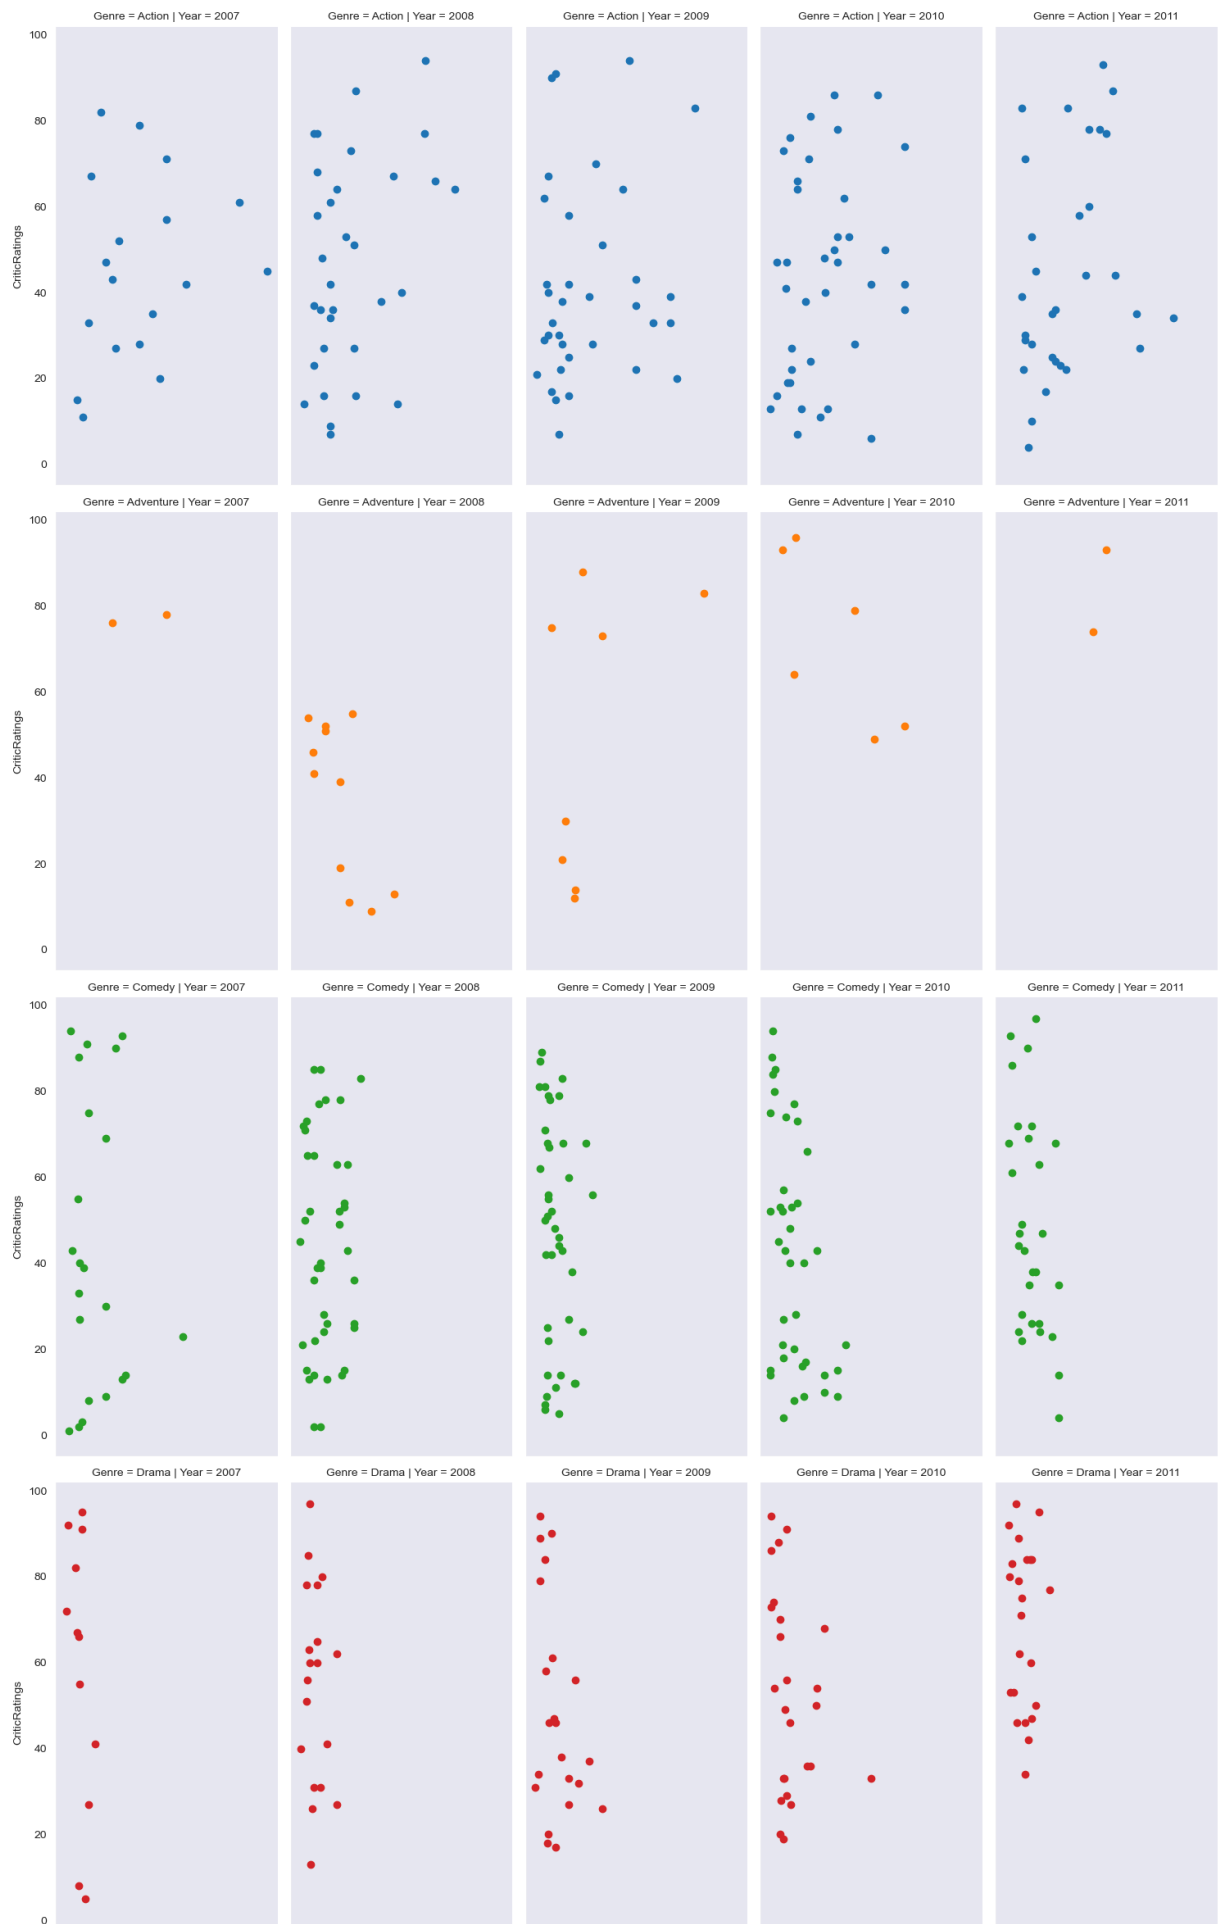 Genre = Action | Year = 2007
Genre = Action | Year = 2008
Genre = Action | Year = 2009
Genre = Action | Year = 2010
Genre = Action | Year = 2011
100
80
60
40
20
0
CriticRatings
Genre = Adventure | Year = 2007
Genre = Adventure | Year = 2008
Genre = Adventure | Year = 2009
Genre = Adventure | Year = 2010
Genre = Adventure | Year = 2011
100
80
60
40
20
0
CriticRatings
Genre = Comedy | Year = 2007
Genre = Comedy | Year = 2008
Genre = Comedy | Year = 2009
Genre = Comedy | Year = 2010
Genre = Comedy | Year = 2011
100
80
60
40
20
0
CriticRatings
Genre = Drama | Year = 2007
Genre = Drama | Year = 2008
Genre = Drama | Year = 2009
Genre = Drama | Year = 2010
Genre = Drama | Year = 2011
100
80
60
40
20
0
CriticRatings